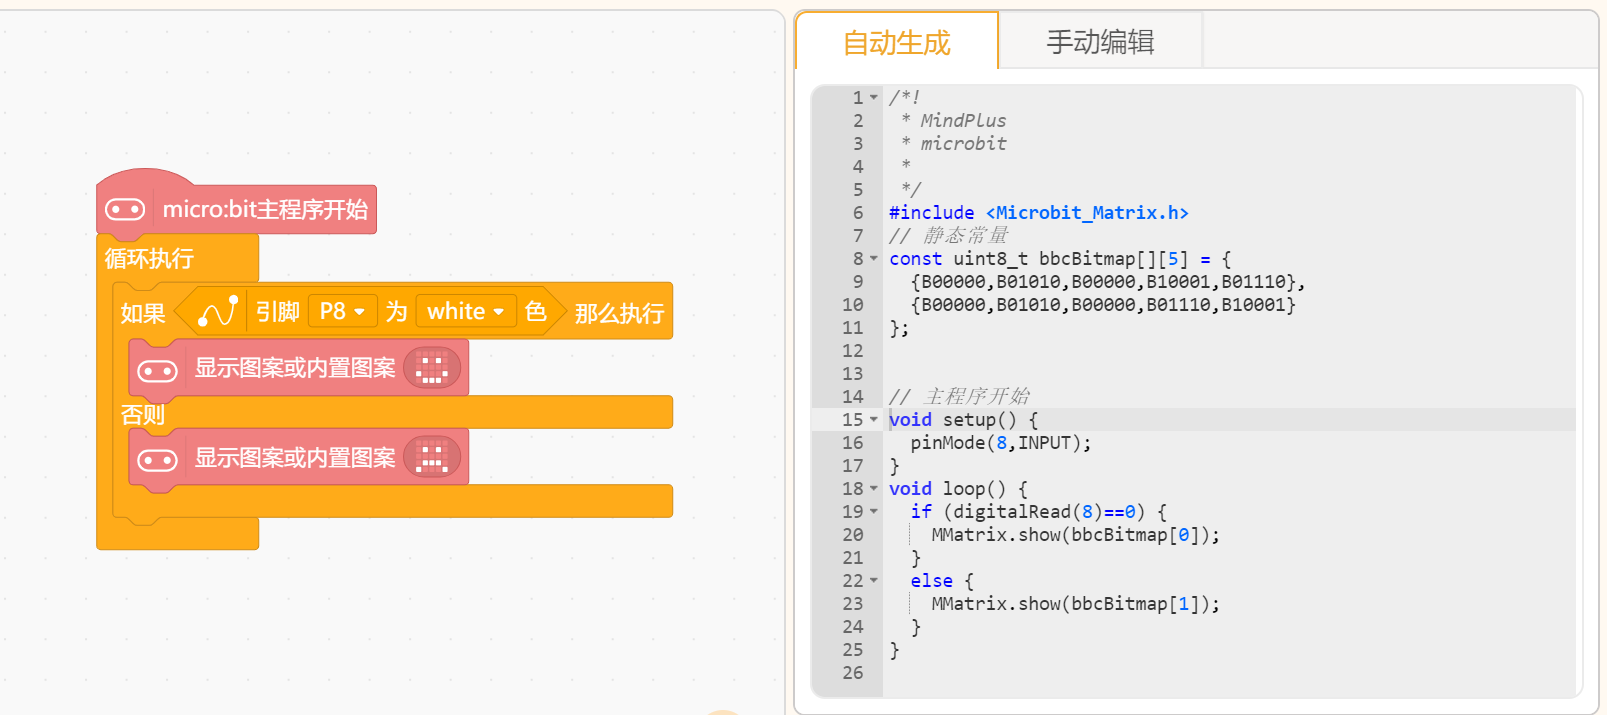 micro:bit主程序开始
循环执行
如果 引脚 P8 为 white 色 那么执行
显示图案或内置图案
否则
显示图案或内置图案
自动生成 手动编辑
1 /*!
2  * MindPlus
3  * microbit
4  *
5  */
6 #include <Microbit_Matrix.h>
7 // 静态常量
8 const uint8_t bbcBitmap[][5] = {
9   {B00000,B01010,B00000,B10001,B01110},
10   {B00000,B01010,B00000,B01110,B10001}
11 };
12
13
14 // 主程序开始
15 void setup() {
16   pinMode(8,INPUT);
17 }
18 void loop() {
19   if (digitalRead(8)==0) {
20     MMatrix.show(bbcBitmap[0]);
21   }
22   else {
23     MMatrix.show(bbcBitmap[1]);
24   }
25 }
26